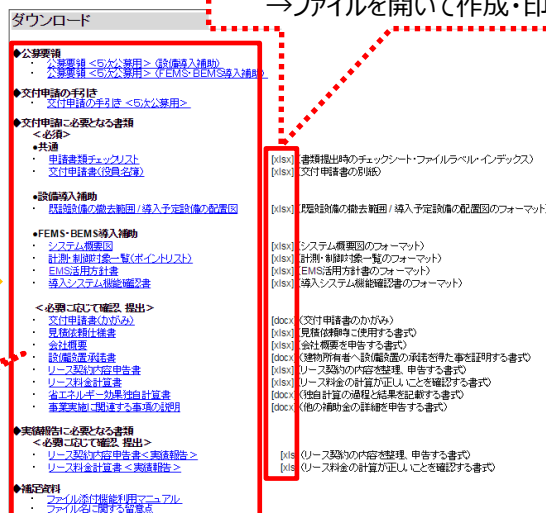 →ファイルを開いて作成・印
ダウンロード
◆公募要領
・ 公募要領 <5次公募用> (設備導入補助)
・ 公募要領 <5次公募用> (FEMS・BEMS導入補助)
◆交付申請の手引き
・ 交付申請の手引き <5次公募用>
◆交付申請に必要となる書類
<必須>
●共通
・ 申請書類チェックリスト [xlsx] (書類提出時のチェックシート・ファイルラベル・インデックス)
・ 交付申請書(役員名簿) [xlsx] (交付申請書の別紙)
●設備導入補助
・ 既設設備の撤去範囲 / 導入予定設備の配置図 [xlsx] (既設設備の撤去範囲 / 導入予定設備の配置図のフォーマット)
●FEMS・BEMS導入補助
・ システム概要図 [xlsx] (システム概要図のフォーマット)
・ 計測・制御対象一覧(ポイントリスト) [xlsx] (計測・制御対象一覧のフォーマット)
・ EMS活用方針書 [xlsx] (EMS活用方針書のフォーマット)
・ 導入システム機能確認書 [xlsx] (導入システム機能確認書のフォーマット)
<必要に応じて確認、提出>
・ 交付申請書(かがみ) [docx] (交付申請書のかがみ)
・ 見積依頼仕様書 [xlsx] (見積依頼時に使用する書式)
・ 会社概要 [xlsx] (会社概要を申告する書式)
・ 設備設置承諾書 [docx] (建物所有者へ設備設置の承諾を得た事を証明する書式)
・ リース契約内容申告書 [xlsx] (リース契約の内容を整理、申告する書式)
・ リース料金計算書 [xlsx] (リース料金の計算が正しいことを確認する書式)
・ 省エネルギー効果独自計算書 [docx] (独自計算の過程と結果を記載する書式)
・ 事業実施に関連する事項の説明 [docx] (他の補助金の詳細を申告する書式)
◆実績報告に必要となる書類
<必要に応じて確認、提出>
・ リース契約内容申告書<実績報告> [xls (リース契約の内容を整理、申告する書式)
・ リース料金計算書 <実績報告> [xls (リース料金の計算が正しいことを確認する書式)
◆補足資料
・ ファイル添付機能利用マニュアル
・ ファイル名に関する留意点